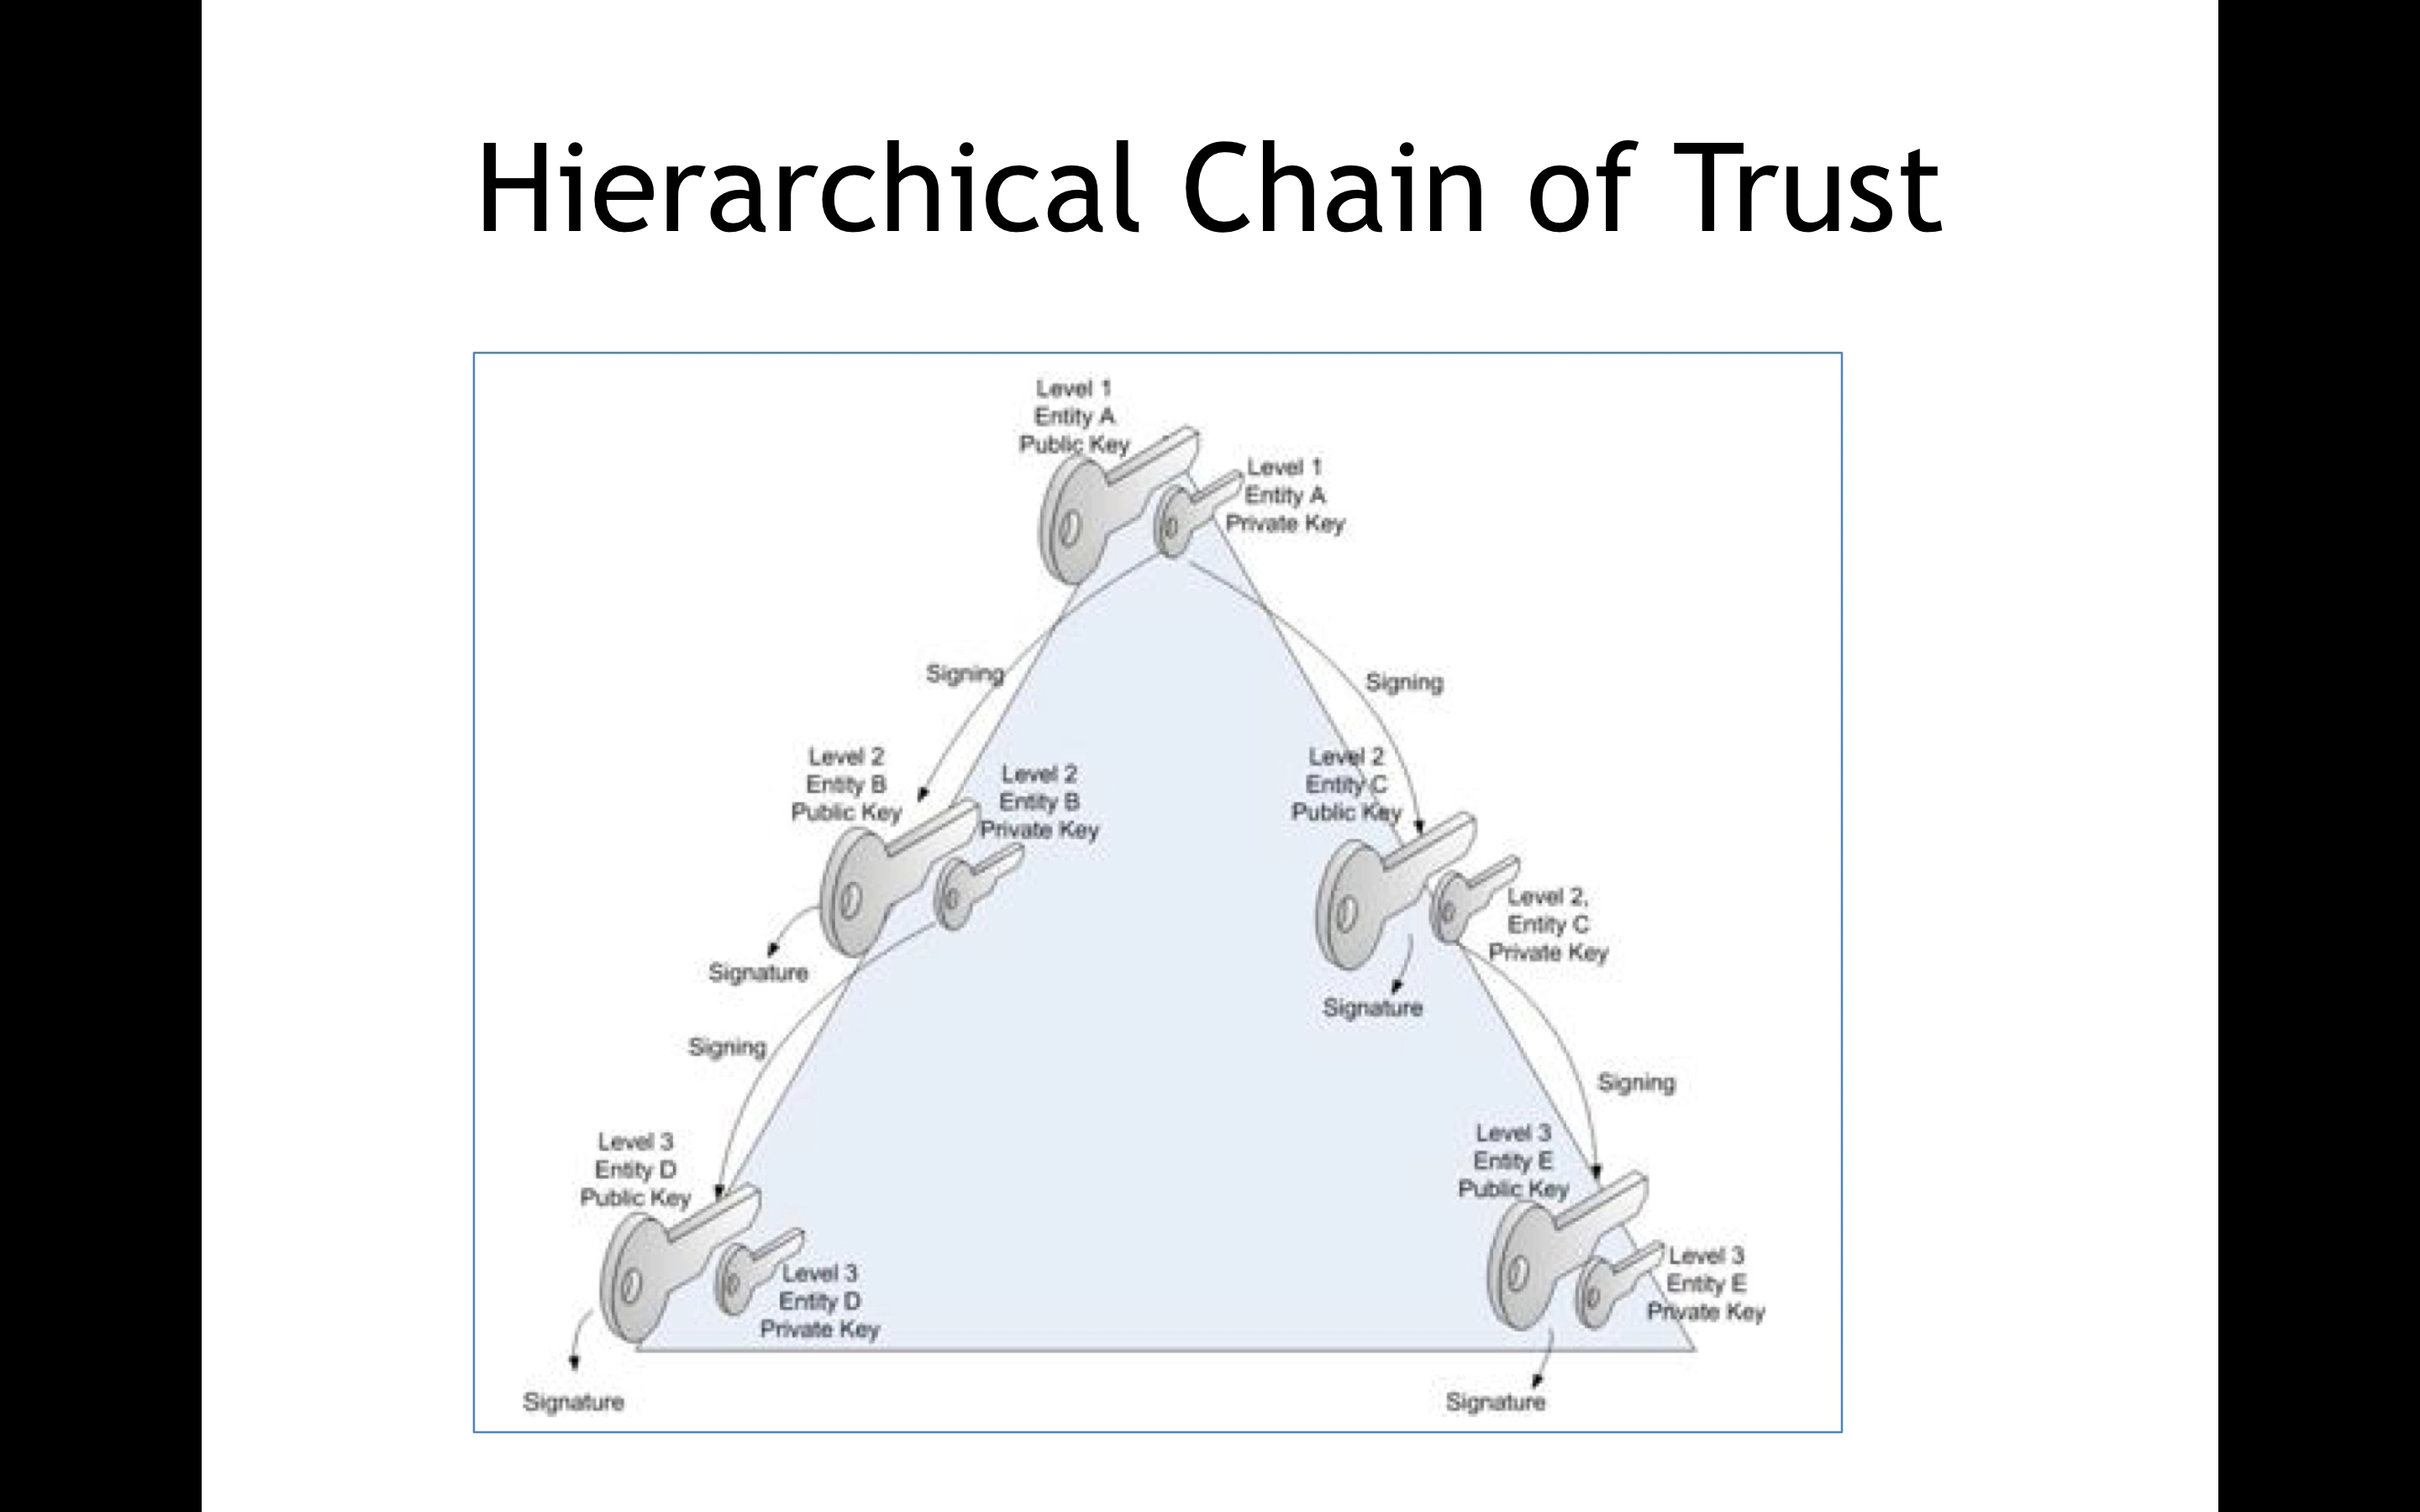 Hierarchical Chain of Trust
Level 1
Entity A
Public Key
Level 1
Entity A
Private Key
Signing
Signing
Level 2
Entity B
Public Key
Level 2
Entity B
Private Key
Level 2
Entity C
Public Key
Level 2,
Entity C
Private Key
Signature
Signature
Signing
Signing
Level 3
Entity D
Public Key
Level 3
Entity E
Public Key
Level 3
Entity D
Private Key
Level 3
Entity E
Private Key
Signature
Signature